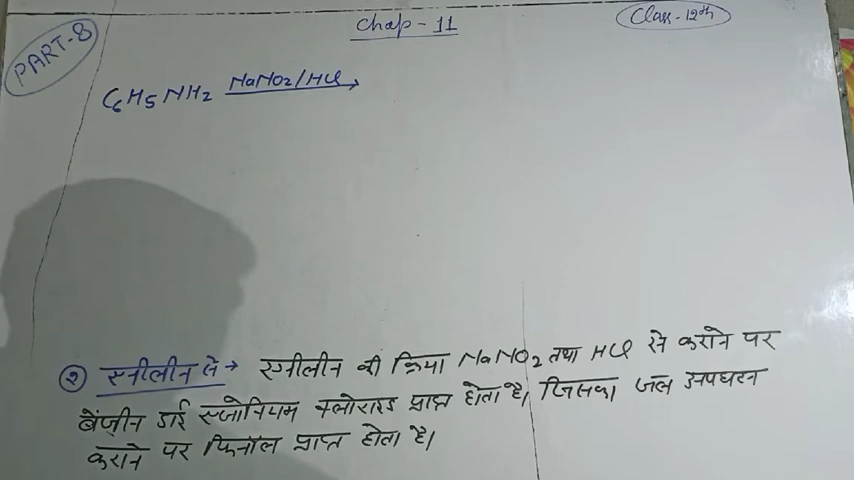 PART-8
Chap-11
Class-12th
C6H5NH2 NaNO2/HCl →
② एनीलीन से → एनीलीन की क्रिया NaNO2 तथा HCl से कराने पर
बेंज़ीन डाई एजोनियम क्लोराइड प्राप्त होता है। जिसका जल अपघटन
कराने पर फिनॉल प्राप्त होता है।